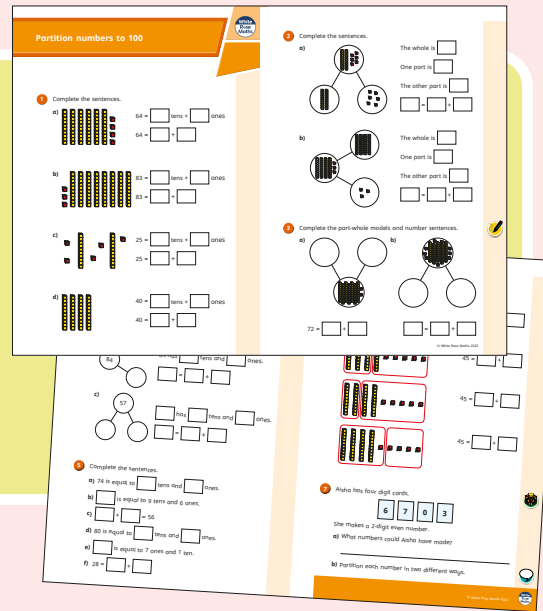 Partition numbers to 100
White Rose Maths
1 Complete the sentences.
a) 64 = tens + ones
64 = +
b) 83 = tens + ones
83 = +
c) 25 = tens + ones
25 = +
d) 40 = tens + ones
40 = +
2 Complete the sentences.
a) The whole is
One part is
The other part is
= +
b) The whole is
One part is
The other part is
= +
3 Complete the part-whole models and number sentences.
a) b)
72 = + = +
© White Rose Maths 2022
84
tens and ones.
= +
c) 57
has tens and ones.
= +
5 Complete the sentences.
a) 74 is equal to tens and ones.
b) is equal to 9 tens and 6 ones.
c) + = 56
d) 80 is equal to tens and ones.
e) is equal to 7 ones and 1 ten.
f) 28 = +
45 = +
45 = +
45 = +
7 Aisha has four digit cards.
6 7 0 3
She makes a 2-digit even number.
a) What numbers could Aisha have made?
b) Partition each number in two different ways.